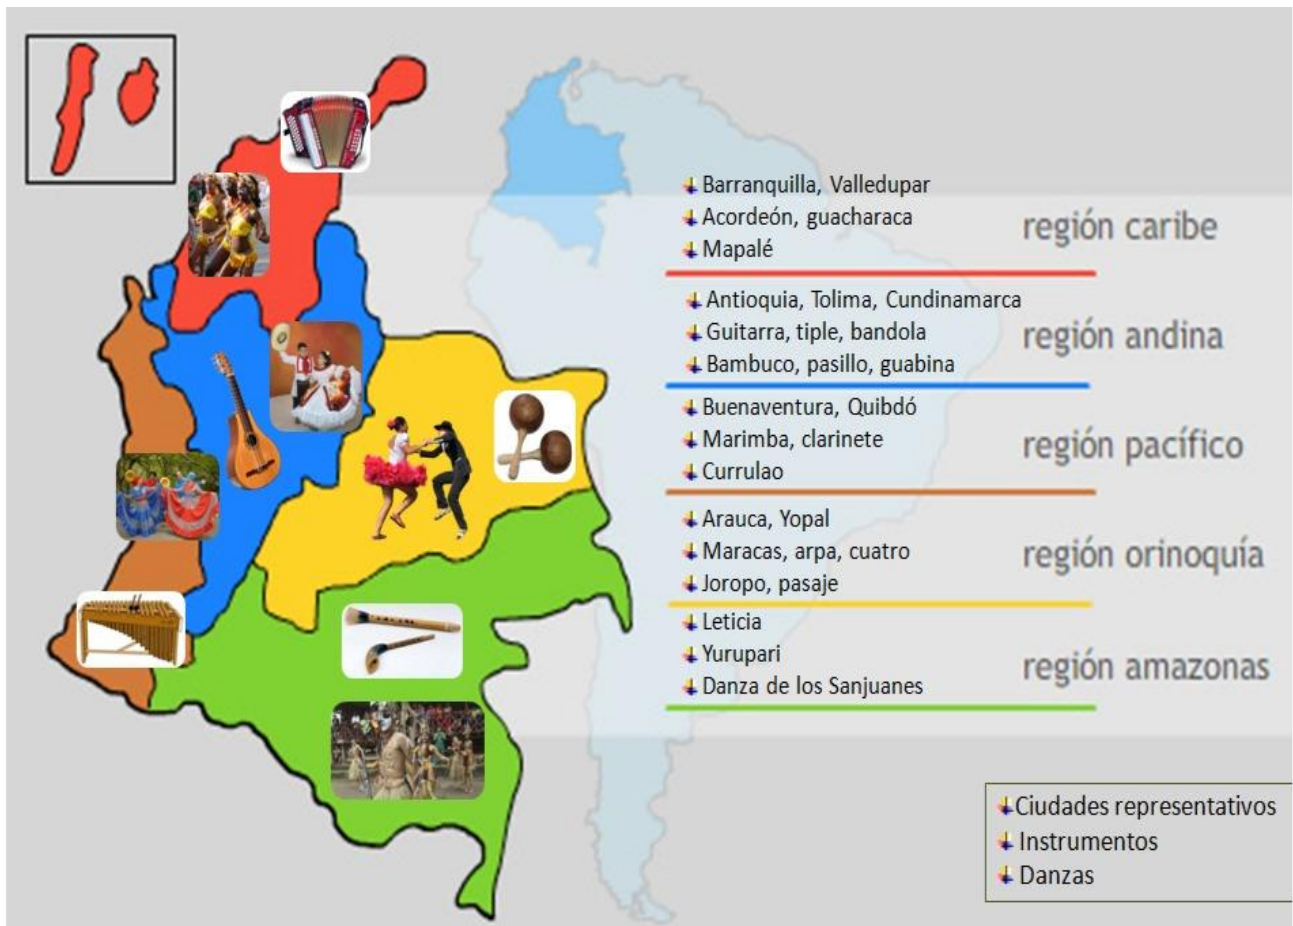 Barranquilla, Valledupar
Acordeón, guacharaca
Mapalé
región caribe
Antioquia, Tolima, Cundinamarca
Guitarra, tiple, bandola
Bambuco, pasillo, guabina
región andina
Buenaventura, Quibdó
Marimba, clarinete
Currulao
región pacífico
Arauca, Yopal
Maracas, arpa, cuatro
Joropo, pasaje
región orinoquía
Leticia
Yurupari
Danza de los Sanjuanes
región amazonas
Ciudades representativos
Instrumentos
Danzas